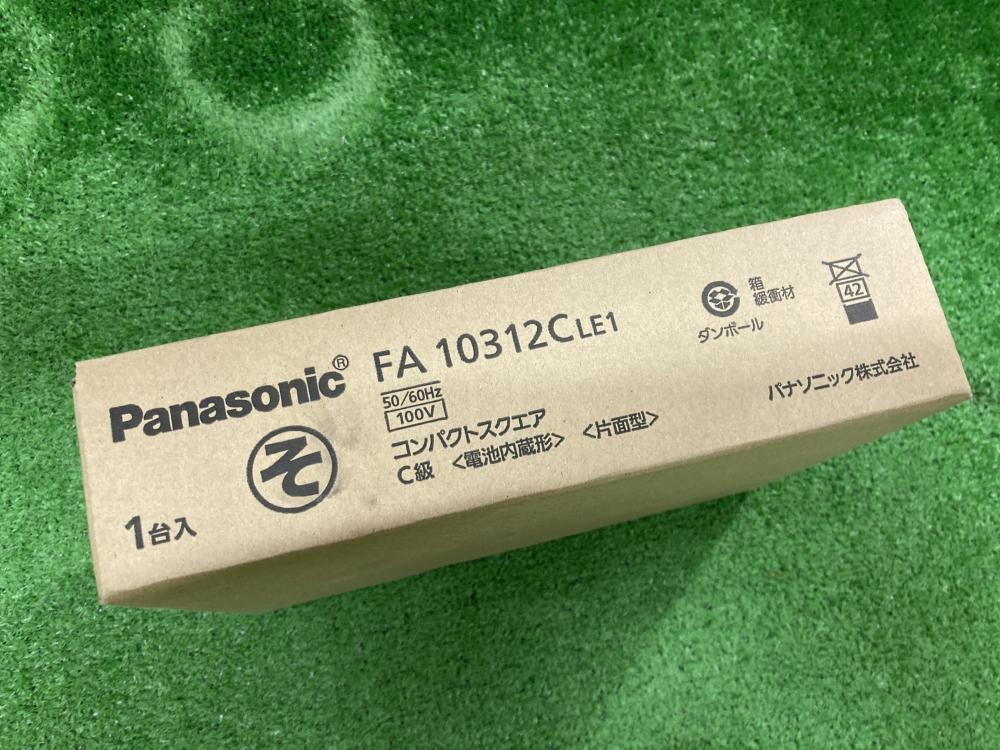 Panasonic®
FA 10312CLE1
50/60Hz
100V
コンパクトスクエア
C級 〈電池内蔵形〉 〈片面型〉
そ
1台入
箱
緩衝材
ダンボール
42
パナソニック株式会社